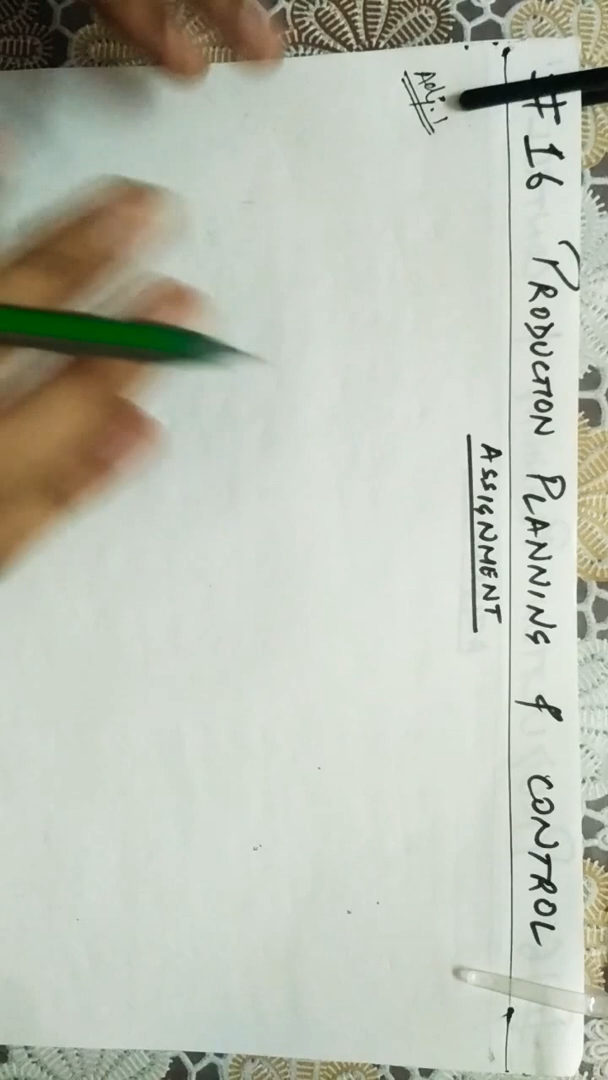 # 16 PRODUCTION PLANNING & CONTROL
ASSIGNMENT